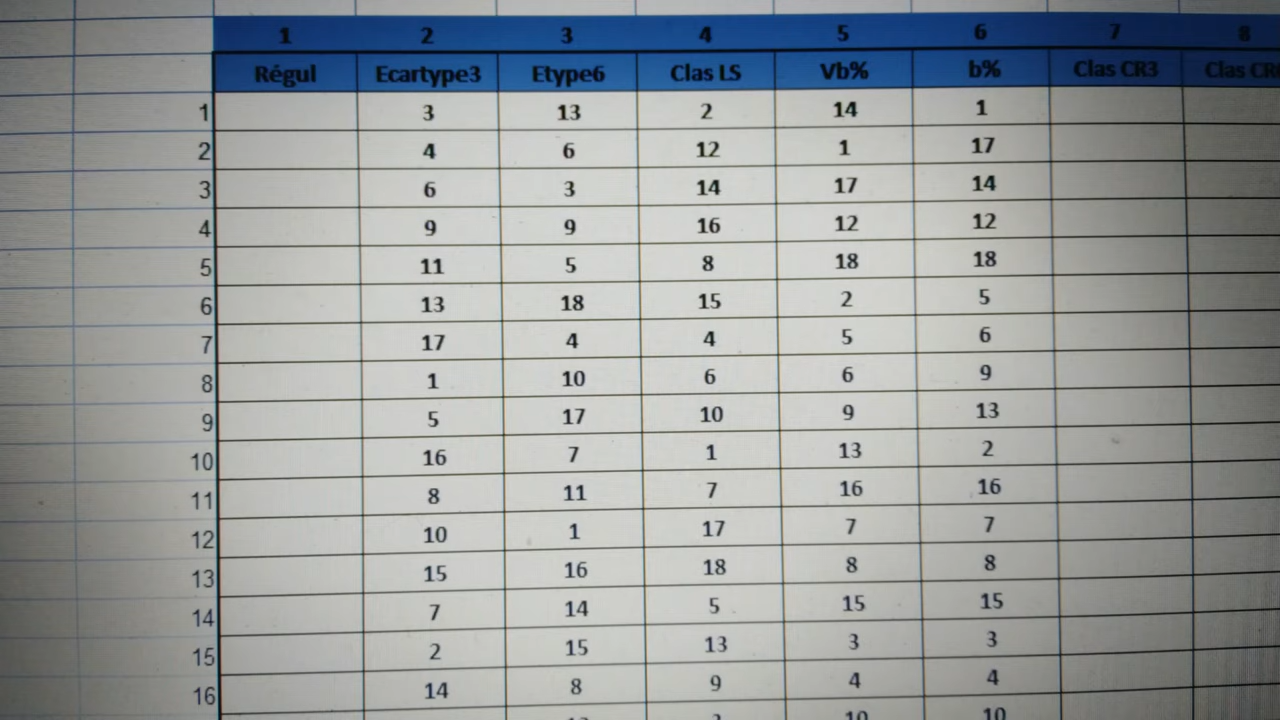 1 2 3 4 5 6 7 8
Régul Ecartype3 Etype6 Clas LS Vb% b% Clas CR3 Clas
1 3 13 2 14 1
2 4 6 12 1 17
3 6 3 14 17 14
4 9 9 16 12 12
5 11 5 8 18 18
6 13 18 15 2 5
7 17 4 4 5 6
8 1 10 6 6 9
9 5 17 10 9 13
10 16 7 1 13 2
11 8 11 7 16 16
12 10 1 17 7 7
13 15 16 18 8 8
14 7 14 5 15 15
15 2 15 13 3 3
16 14 8 9 4 4
10 10